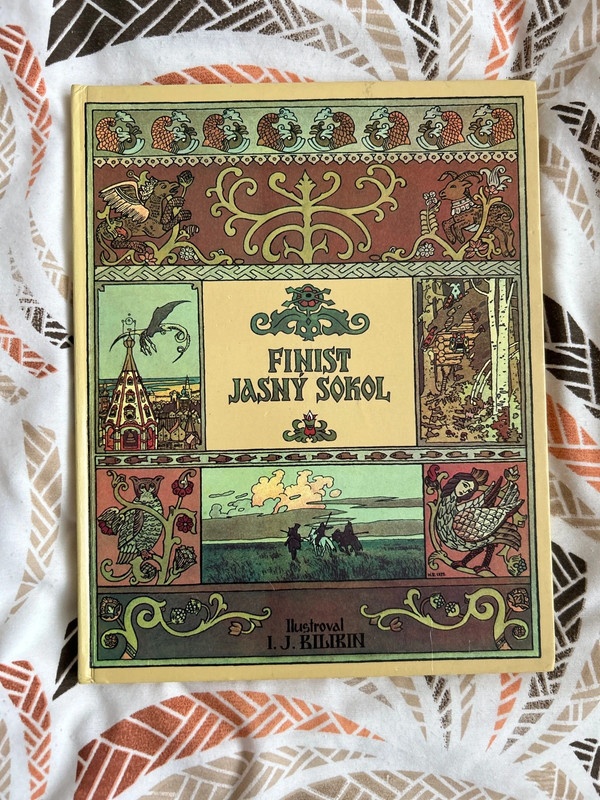 FINIST
JASNÝ SOKOL
Ilustroval
I. J. BILIBIN